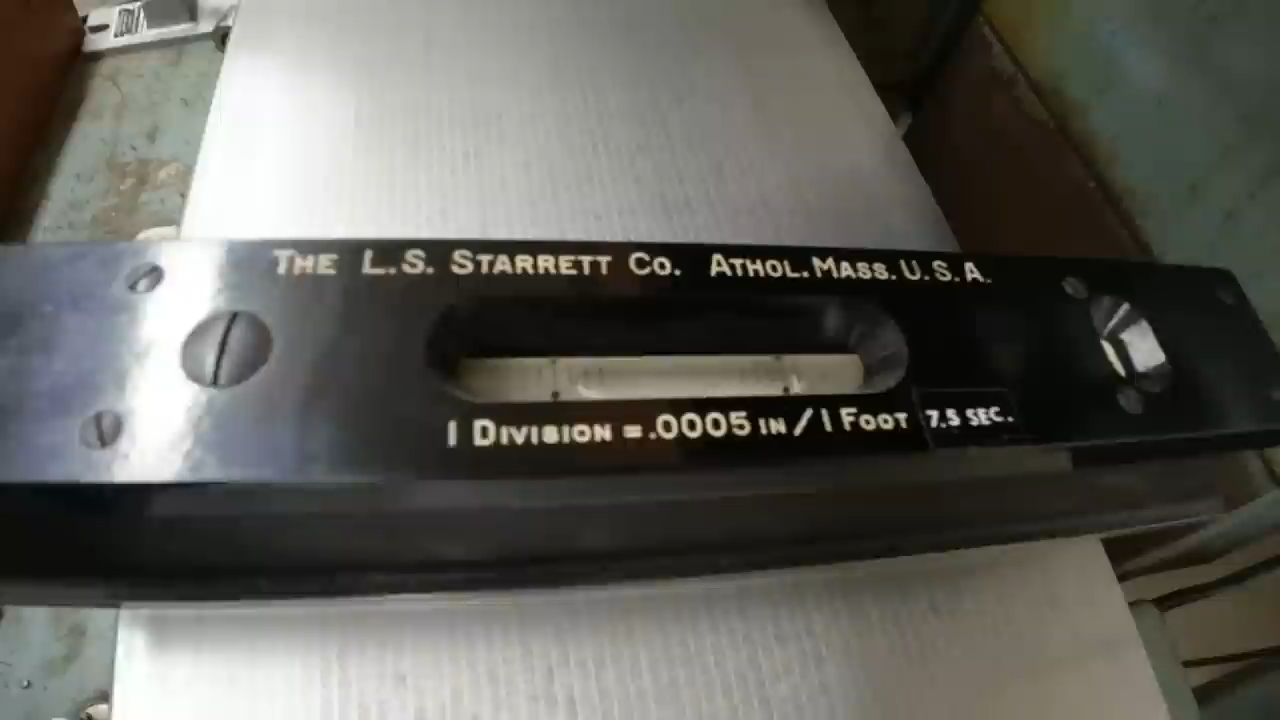 THE L.S. STARRETT CO. ATHOL. MASS. U.S.A.
1 DIVISION = .0005 IN / 1 FOOT 7.5 SEC.